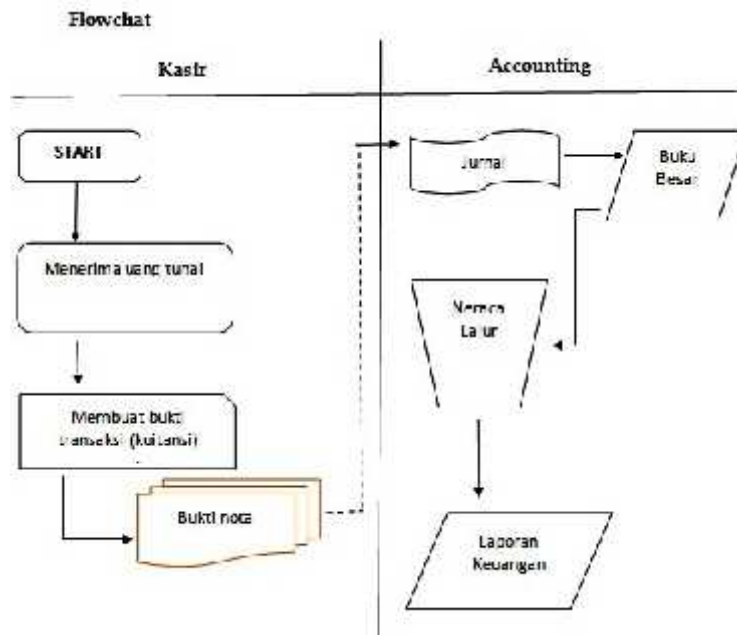 Flowchat
Kasir
Accounting
START
Menerima uang tunai
Membuat bukti
transaksi (kuitansi)
Bukti nota
Jurnal
Buku
Besar
Neraca
Lajur
Laporan
Keuangan